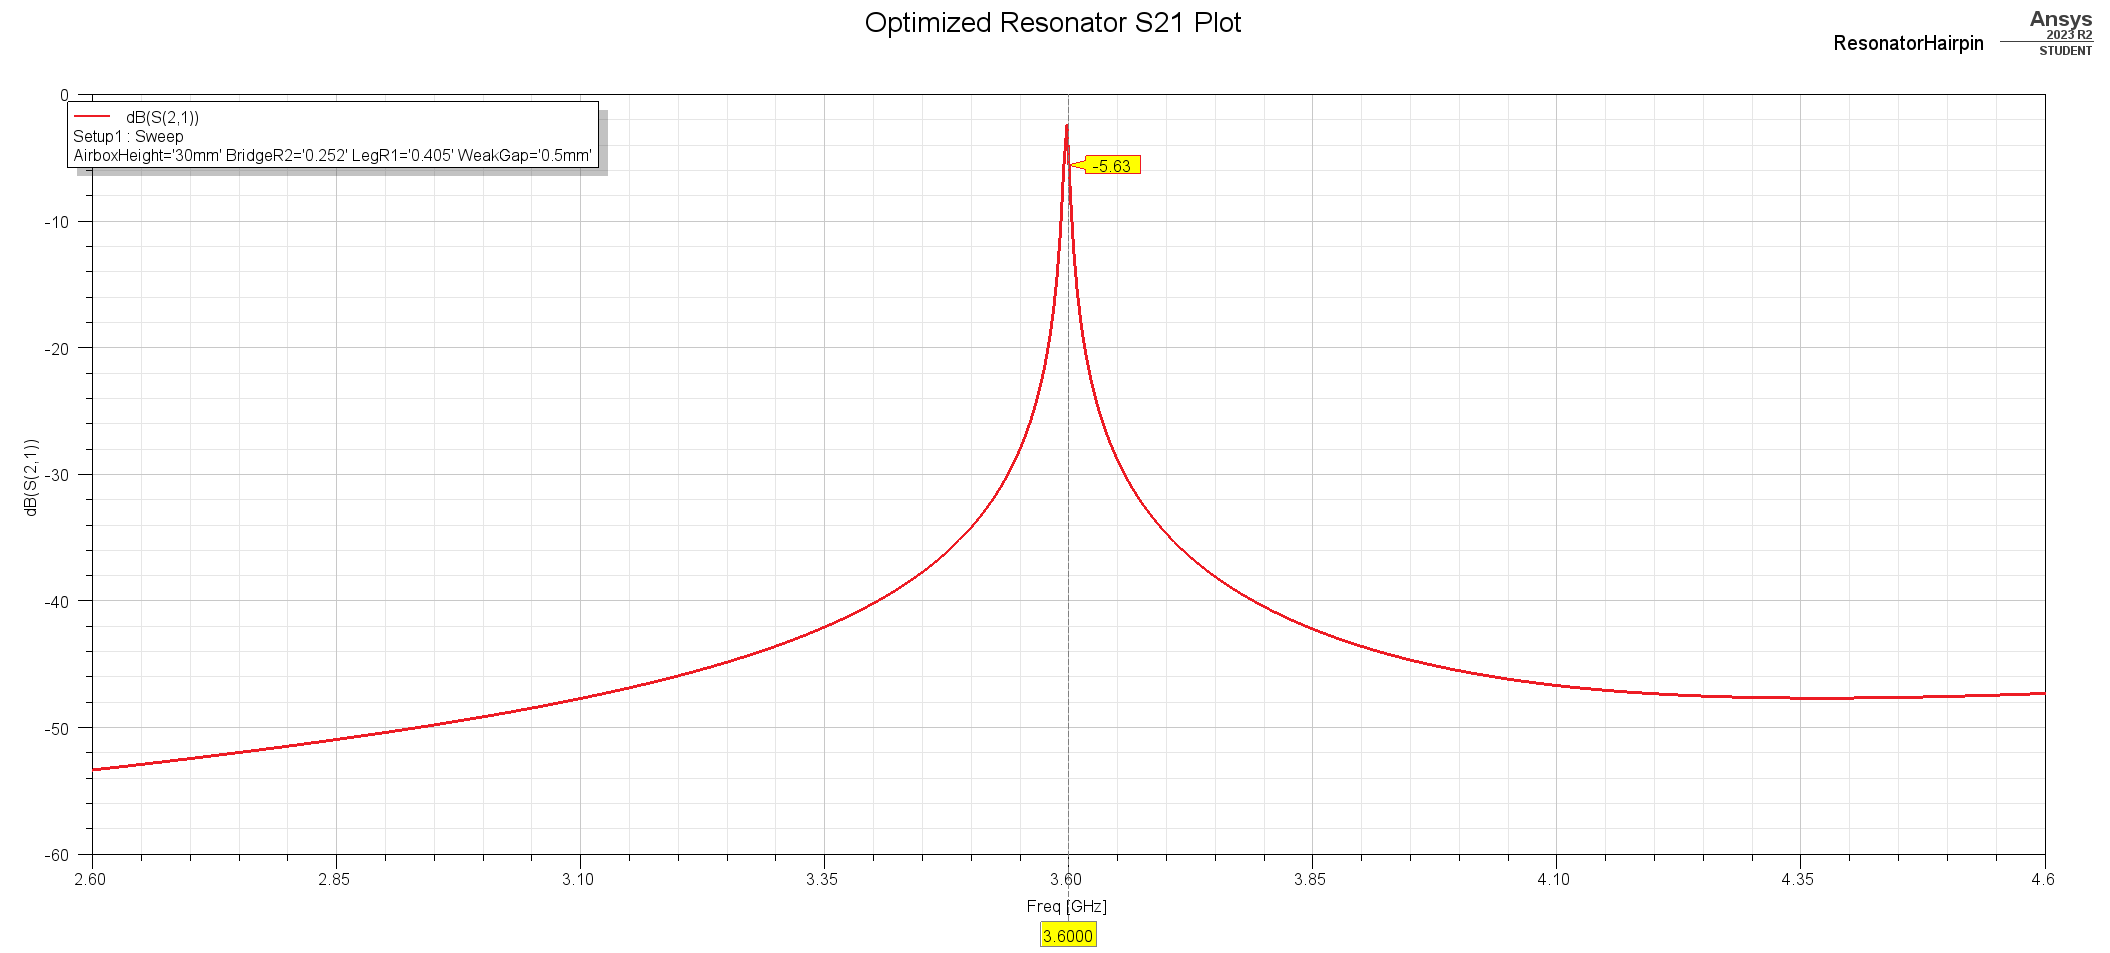 Optimized Resonator S21 Plot
Ansys
2023 R2
STUDENT
ResonatorHairpin
dB(S(2,1))
Setup1 : Sweep
AirboxHeight='30mm' BridgeR2='0.252' LegR1='0.405' WeakGap='0.5mm'
0
-10
-20
-30
-40
-50
-60
dB(S(2,1))
-5.63
2.60 2.85 3.10 3.35 3.60 3.85 4.10 4.35 4.6
Freq [GHz]
3.6000